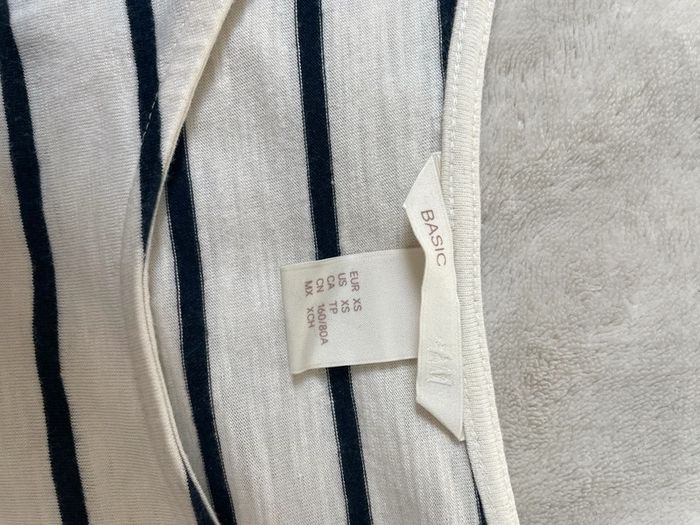 BASIC
H&M
EUR XS
US XS
CA TP
CN 160/80A
MX XCH